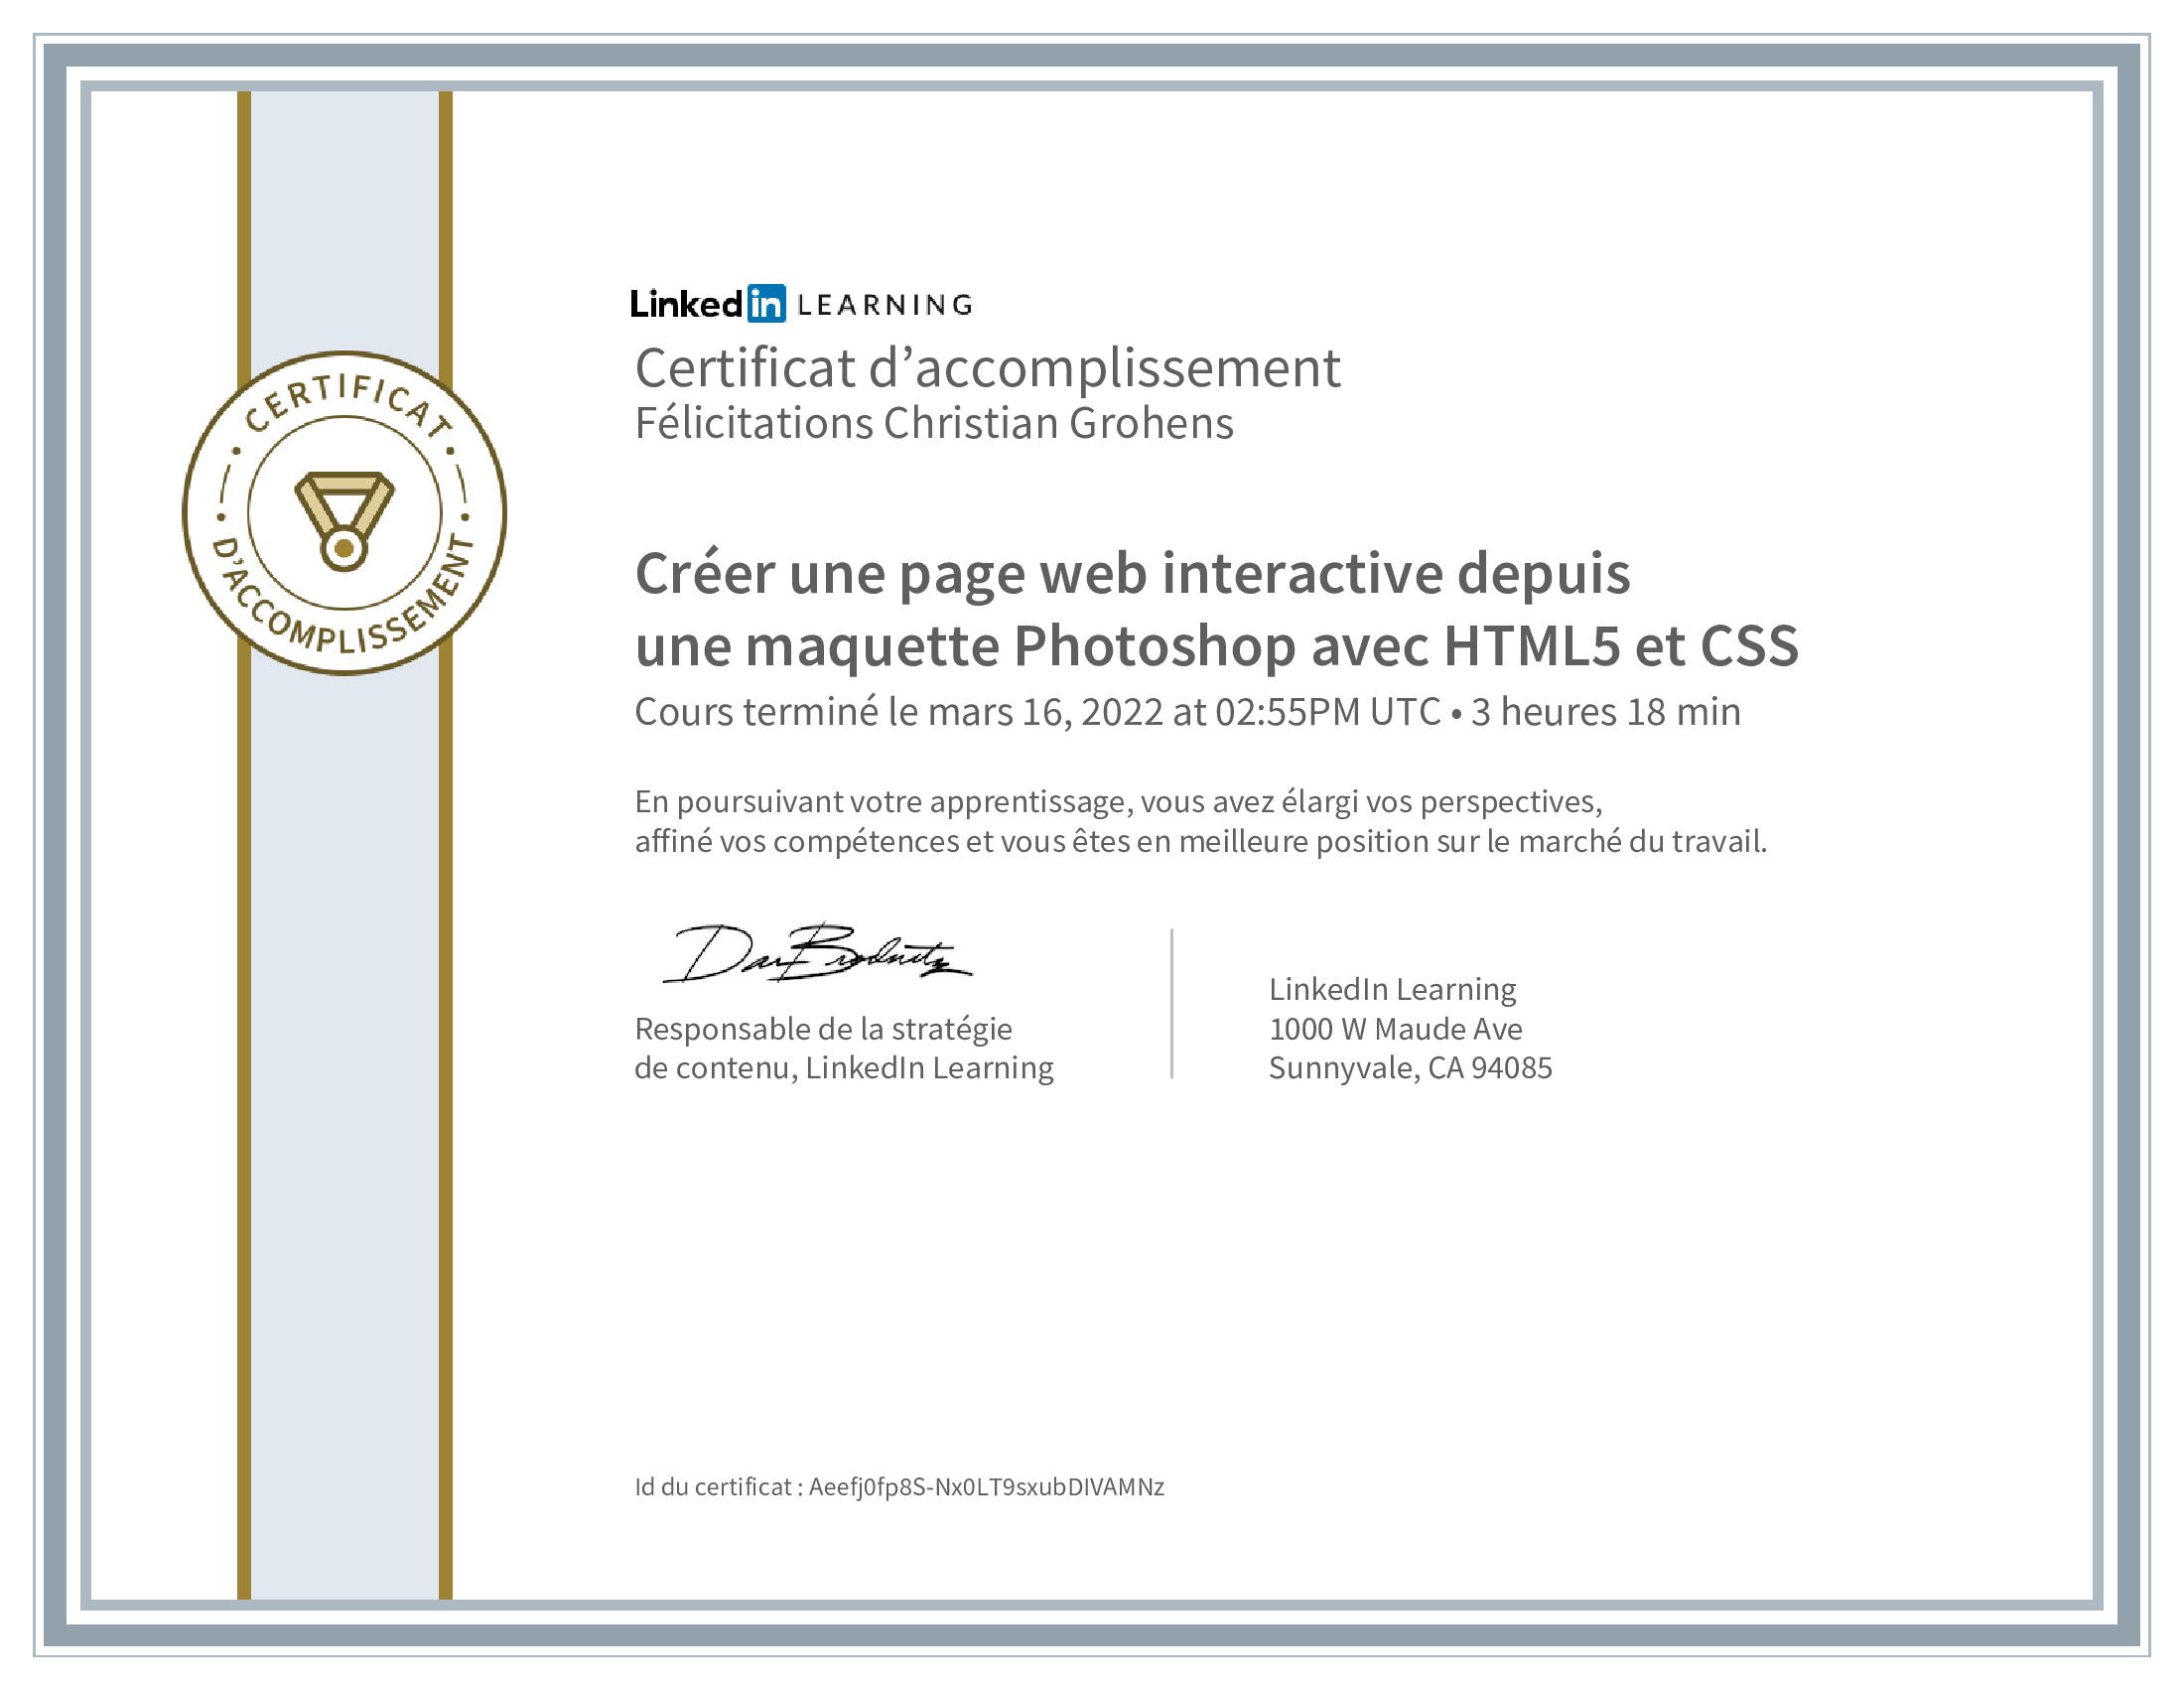 LinkedIn LEARNING
Certificat d’accomplissement
Félicitations Christian Grohens
CERTIFICAT
D’ACCOMPLISSEMENT
Créer une page web interactive depuis
une maquette Photoshop avec HTML5 et CSS
Cours terminé le mars 16, 2022 at 02:55PM UTC • 3 heures 18 min
En poursuivant votre apprentissage, vous avez élargi vos perspectives,
affiné vos compétences et vous êtes en meilleure position sur le marché du travail.
Responsable de la stratégie
de contenu, LinkedIn Learning
LinkedIn Learning
1000 W Maude Ave
Sunnyvale, CA 94085
Id du certificat : Aeefj0fp8S-Nx0LT9sxubDIVAMNz